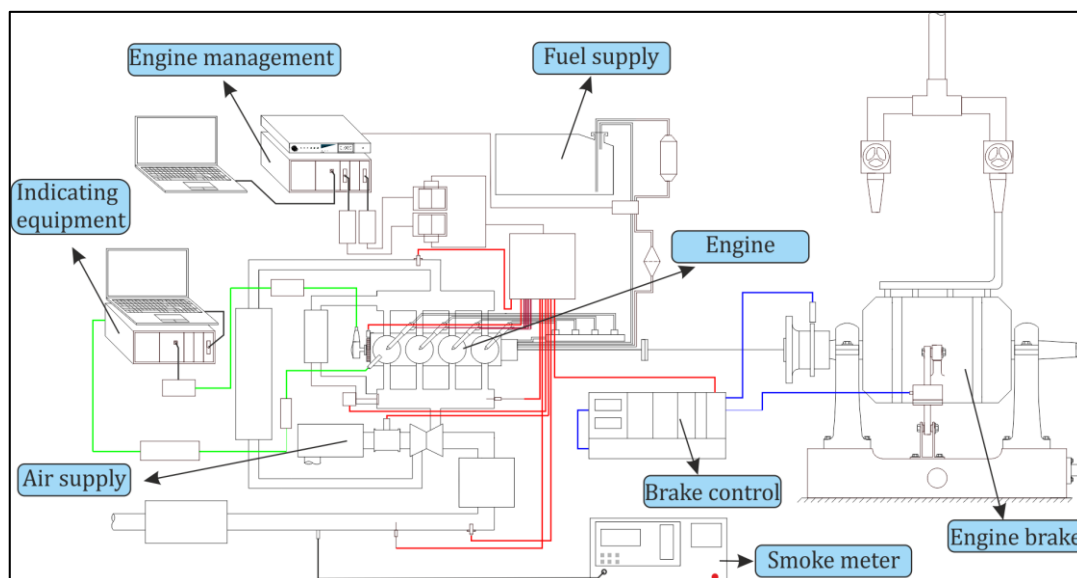 Engine management
Fuel supply
Indicating
equipment
Engine
Air supply
Brake control
Engine brake
Smoke meter